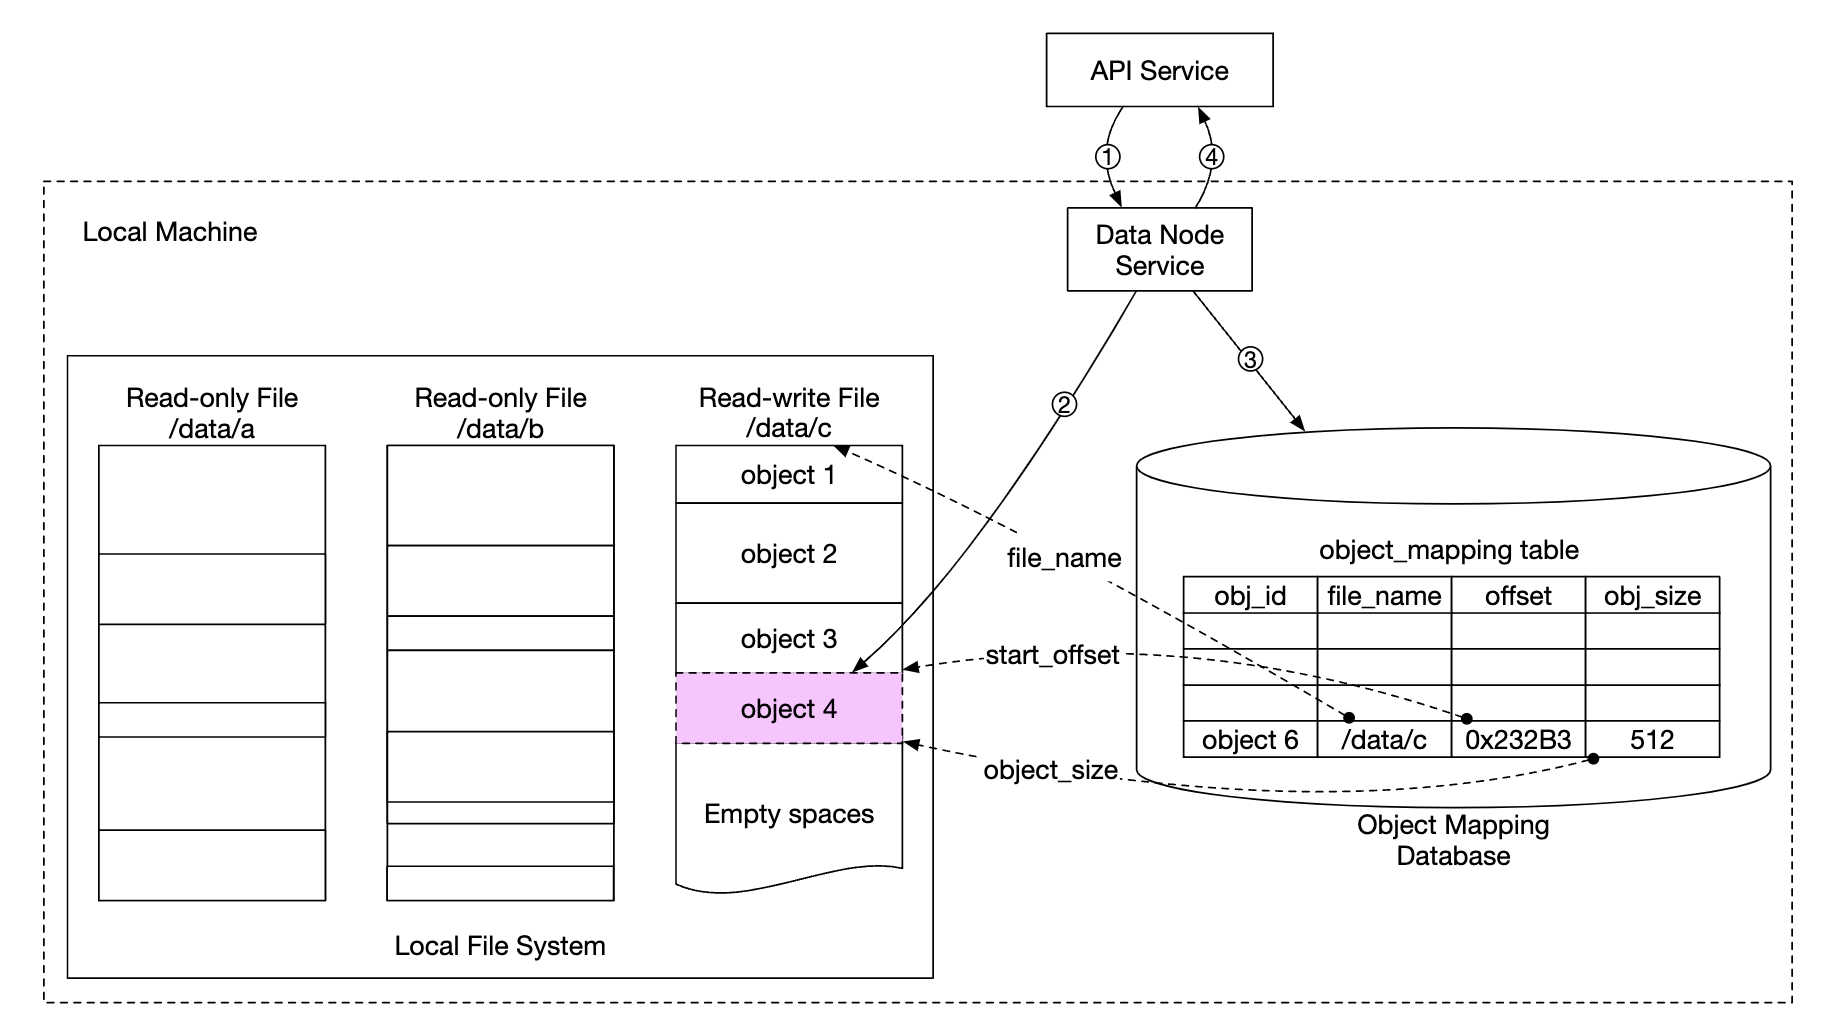 API Service
①
④
Local Machine
Data Node
Service
②
③
Read-only File
/data/a
Read-only File
/data/b
Read-write File
/data/c
object 1
object 2
object 3
object 4
Empty spaces
Local File System
file_name
start_offset
object_size
object_mapping table
obj_id file_name offset obj_size
object 6 /data/c 0x232B3 512
Object Mapping
Database